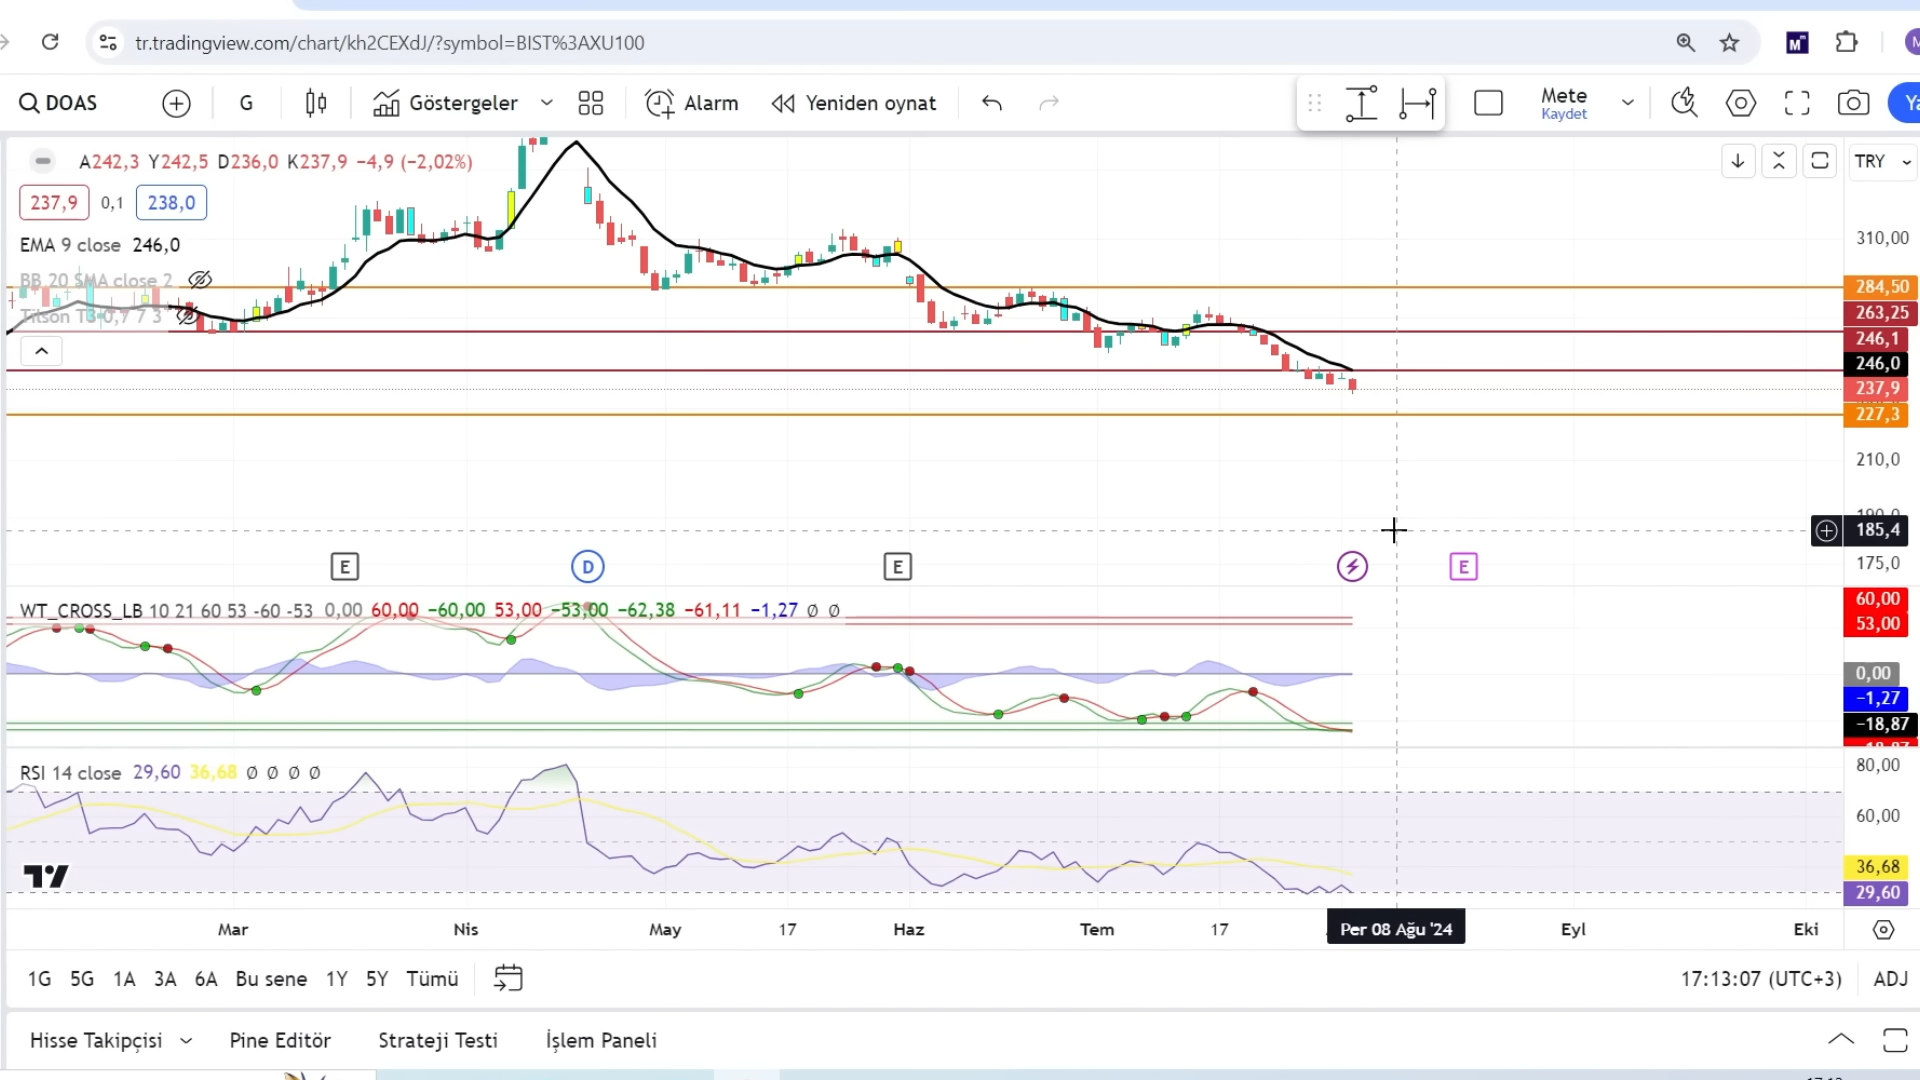 tr.tradingview.com/chart/kh2CEXdJ/?symbol=BIST%3AXU100
DOAS
G
Göstergeler
Alarm
Yeniden oynat
Mete
Kaydet
A242,3 Y242,5 D236,0 K237,9 −4,9 (−2,02%)
TRY
237,9 0,1 238,0
EMA 9 close 246,0
BB 20 SMA close 2
Tilson T3 0,7 7 3
310,00
284,50
263,25
246,1
246,0
237,9
227,3
210,0
190,0
185,4
175,0
E D E E
WT_CROSS_LB 10 21 60 53 -60 -53 0,00 60,00 −60,00 53,00 −53,00 −62,38 −61,11 −1,27 Ø Ø
60,00
53,00
0,00
−1,27
−18,87
RSI 14 close 29,60 36,68 Ø Ø Ø Ø
80,00
60,00
36,68
29,60
Mar Nis May 17 Haz Tem 17 Per 08 Ağu '24 Eyl Eki
1G 5G 1A 3A 6A Bu sene 1Y 5Y Tümü
17:13:07 (UTC+3) ADJ
Hisse Takipçisi Pine Editör Strateji Testi İşlem Paneli